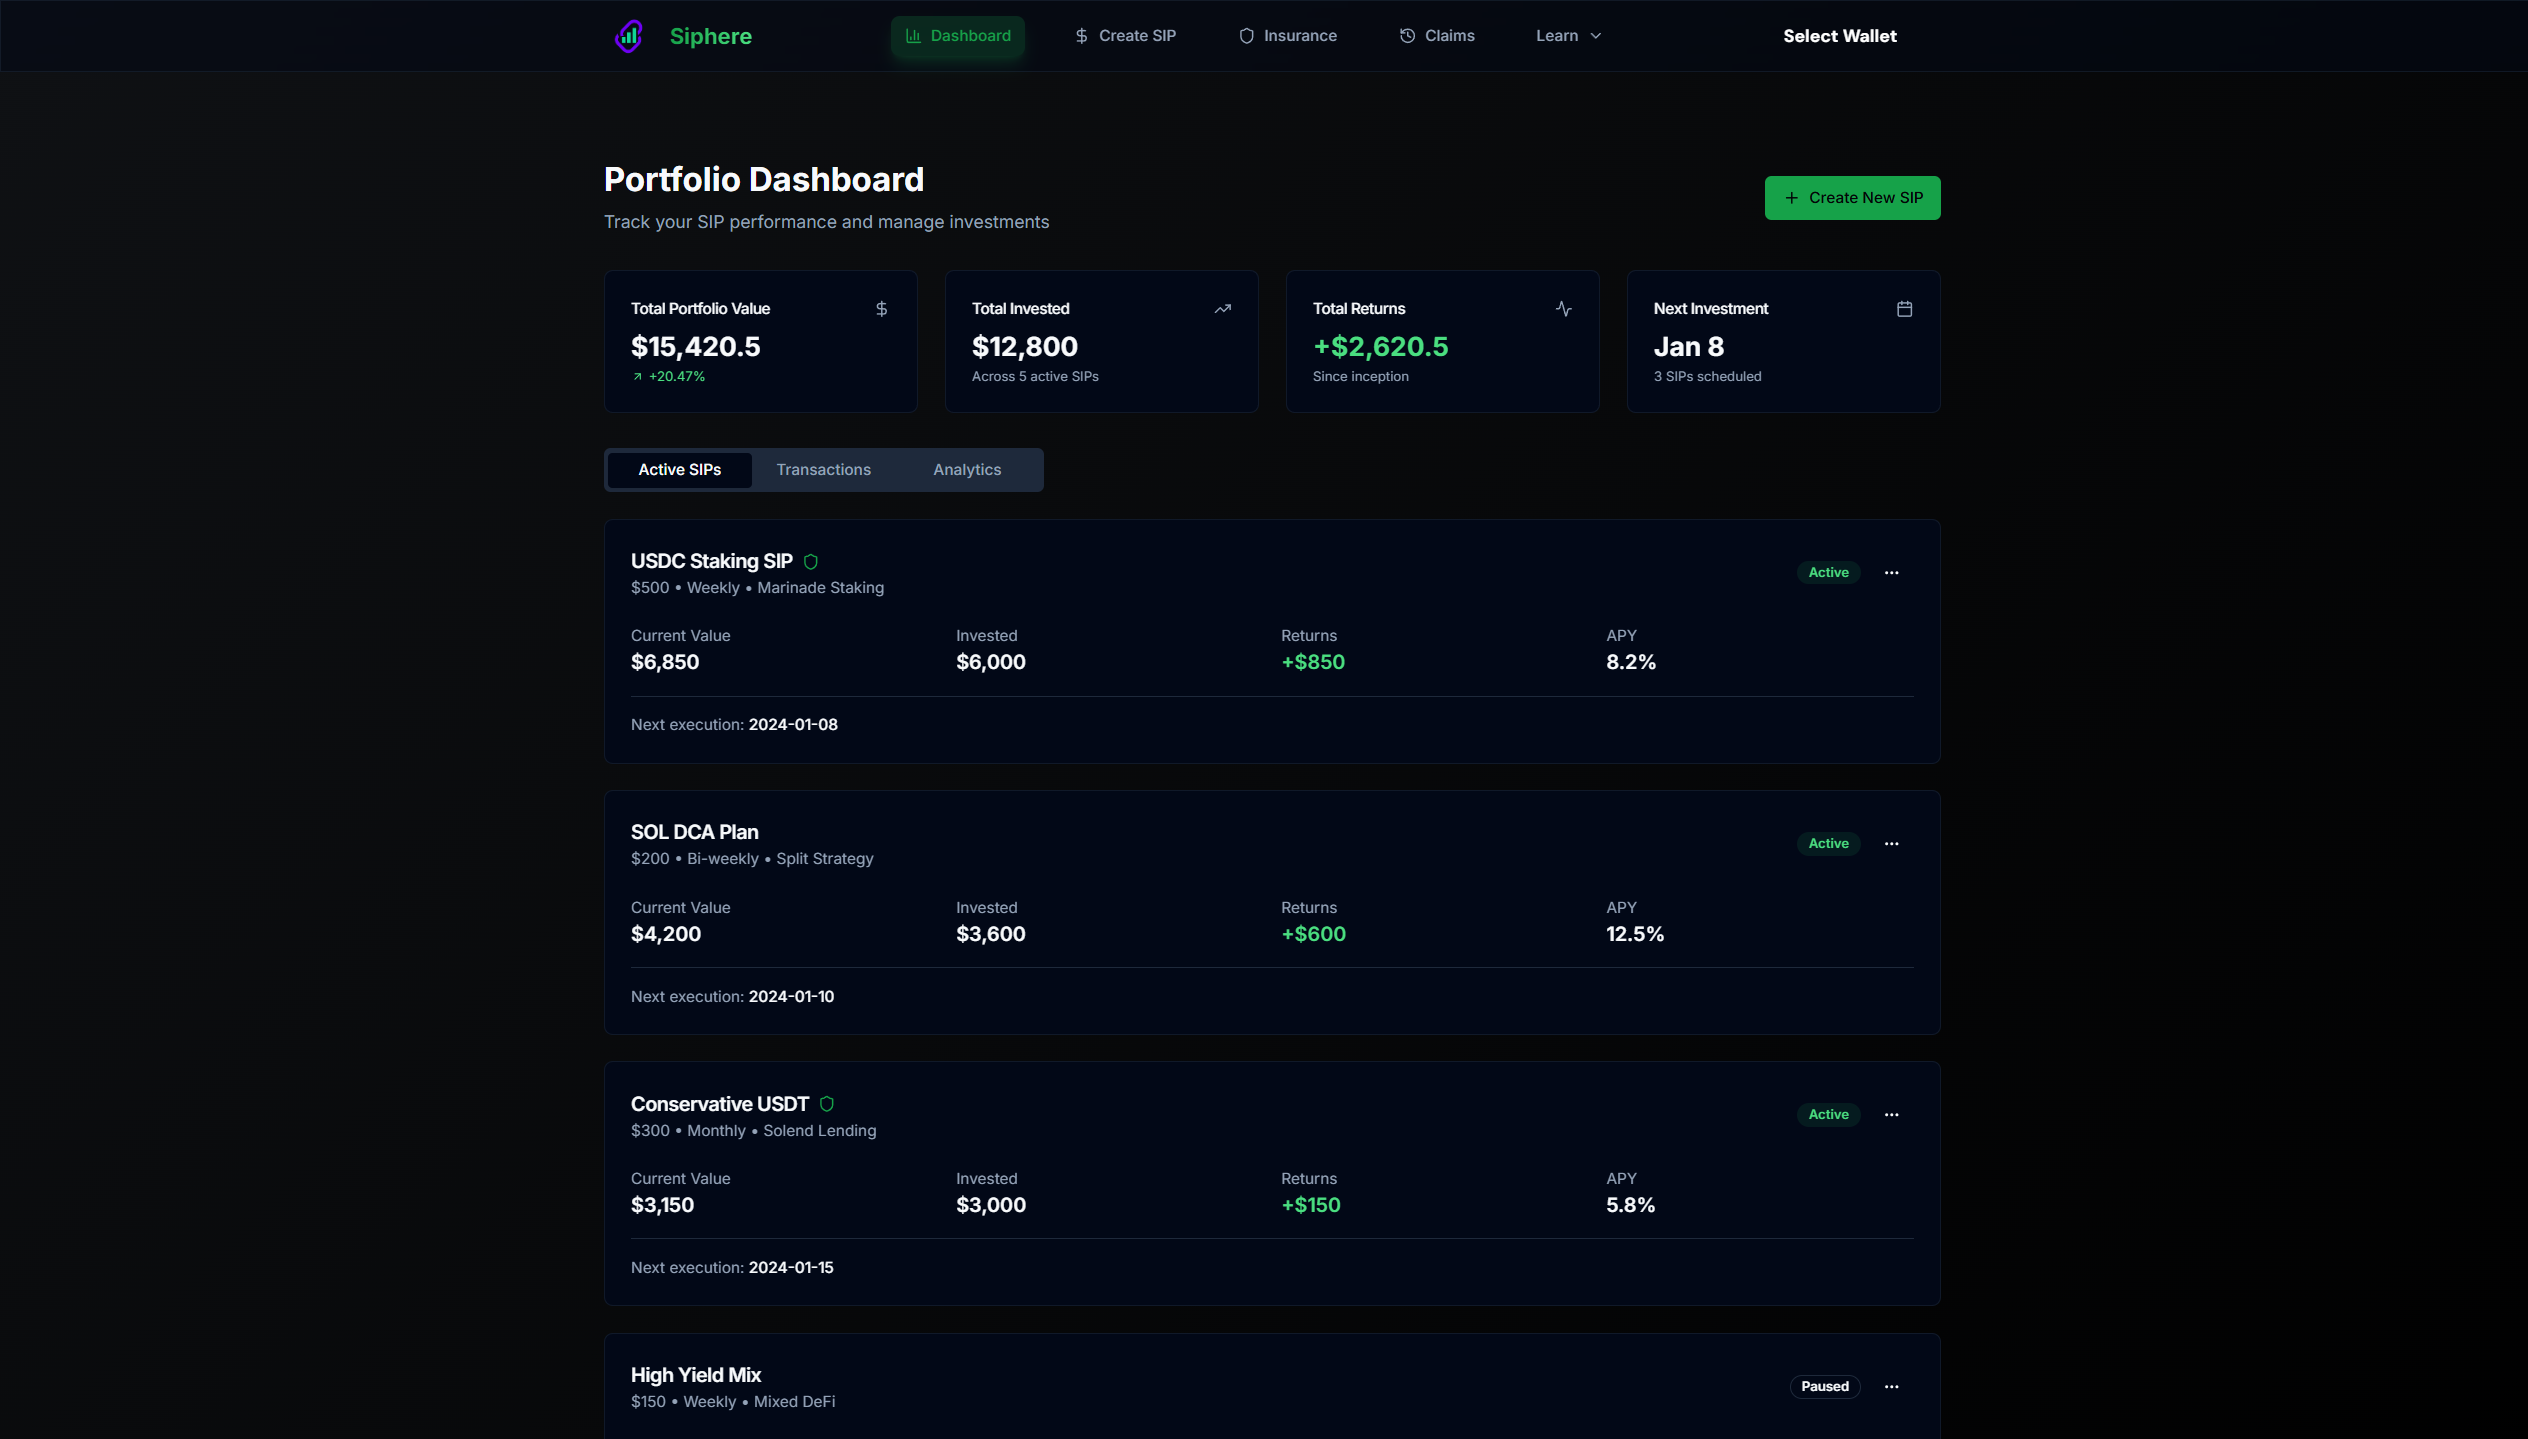 Siphere
Dashboard
Create SIP
Insurance
Claims
Learn
Select Wallet
Portfolio Dashboard
Track your SIP performance and manage investments
Create New SIP
Total Portfolio Value
$15,420.5
+20.47%
Total Invested
$12,800
Across 5 active SIPs
Total Returns
+$2,620.5
Since inception
Next Investment
Jan 8
3 SIPs scheduled
Active SIPs
Transactions
Analytics
USDC Staking SIP
$500 • Weekly • Marinade Staking
Active
Current Value
$6,850
Invested
$6,000
Returns
+$850
APY
8.2%
Next execution: 2024-01-08
SOL DCA Plan
$200 • Bi-weekly • Split Strategy
Active
Current Value
$4,200
Invested
$3,600
Returns
+$600
APY
12.5%
Next execution: 2024-01-10
Conservative USDT
$300 • Monthly • Solend Lending
Active
Current Value
$3,150
Invested
$3,000
Returns
+$150
APY
5.8%
Next execution: 2024-01-15
High Yield Mix
$150 • Weekly • Mixed DeFi
Paused